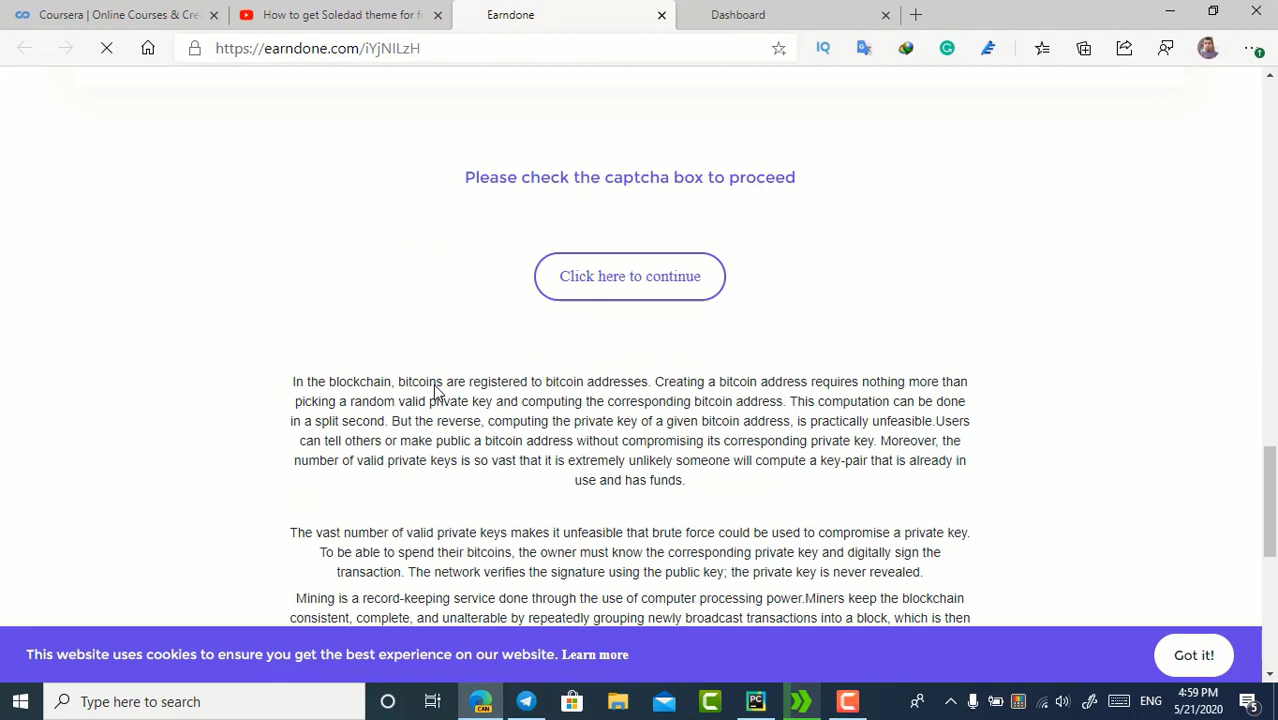 Coursera | Online Courses & Cre
How to get Soledad theme for f
Earndone
Dashboard
https://earndone.com/iYjNILzH
Please check the captcha box to proceed
Click here to continue
In the blockchain, bitcoins are registered to bitcoin addresses. Creating a bitcoin address requires nothing more than
picking a random valid private key and computing the corresponding bitcoin address. This computation can be done
in a split second. But the reverse, computing the private key of a given bitcoin address, is practically unfeasible.Users
can tell others or make public a bitcoin address without compromising its corresponding private key. Moreover, the
number of valid private keys is so vast that it is extremely unlikely someone will compute a key-pair that is already in
use and has funds.
The vast number of valid private keys makes it unfeasible that brute force could be used to compromise a private key.
To be able to spend their bitcoins, the owner must know the corresponding private key and digitally sign the
transaction. The network verifies the signature using the public key; the private key is never revealed.
Mining is a record-keeping service done through the use of computer processing power.Miners keep the blockchain
consistent, complete, and unalterable by repeatedly grouping newly broadcast transactions into a block, which is then
This website uses cookies to ensure you get the best experience on our website. Learn more
Got it!
Type here to search
CAN
PC
ENG
4:59 PM
5/21/2020
5